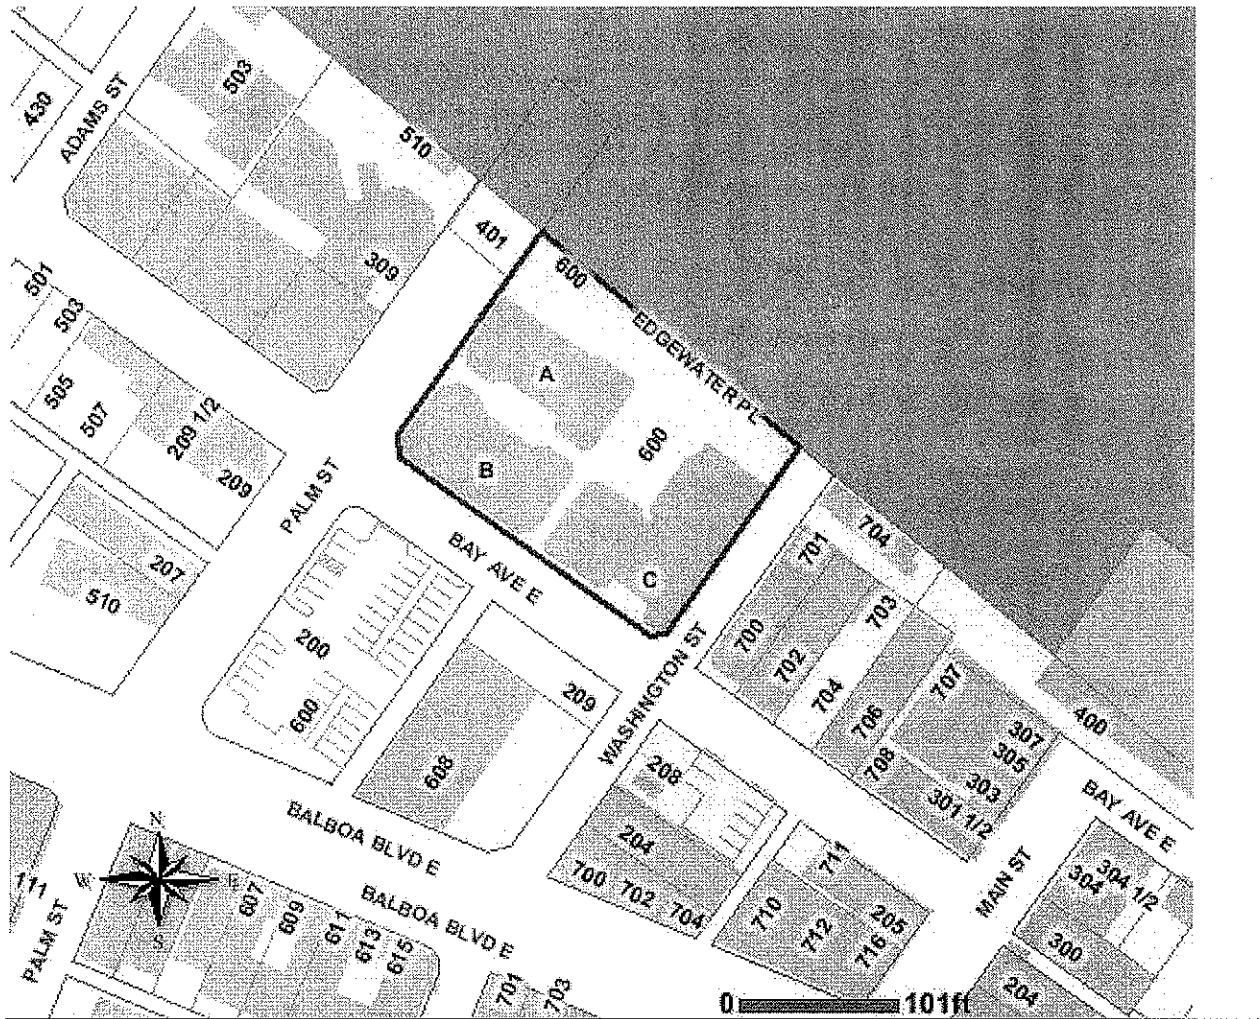 503
430
ADAMS ST
510
401
309
600
EDGEWATER PL
501
503
505
507
209 1/2
209
A
600
B
PALM ST
BAY AVE E
C
704
701
207
510
200
600
700
702
703
704
706
708
707
307
305
303
301 1/2
400
BAY AVE E
209
WASHINGTON ST
608
208
204
700 702 704
BALBOA BLVD E
711
710
712
716
205
MAIN ST
304 1/2
304
300
204
N
W E
S
111
PALM ST
607
609
611
613
615
BALBOA BLVD E
701
703
0 101ft